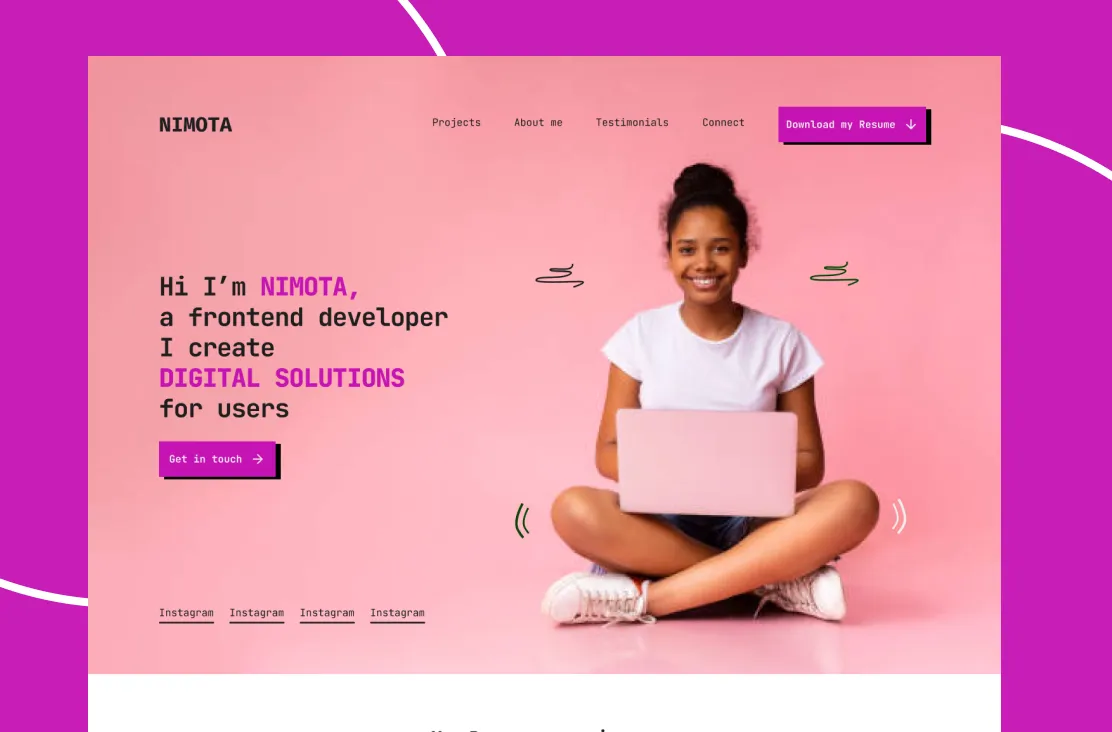 NIMOTA
Projects About me Testimonials Connect Download my Resume
Hi I’m NIMOTA,
a frontend developer
I create
DIGITAL SOLUTIONS
for users
Get in touch
Instagram Instagram Instagram Instagram